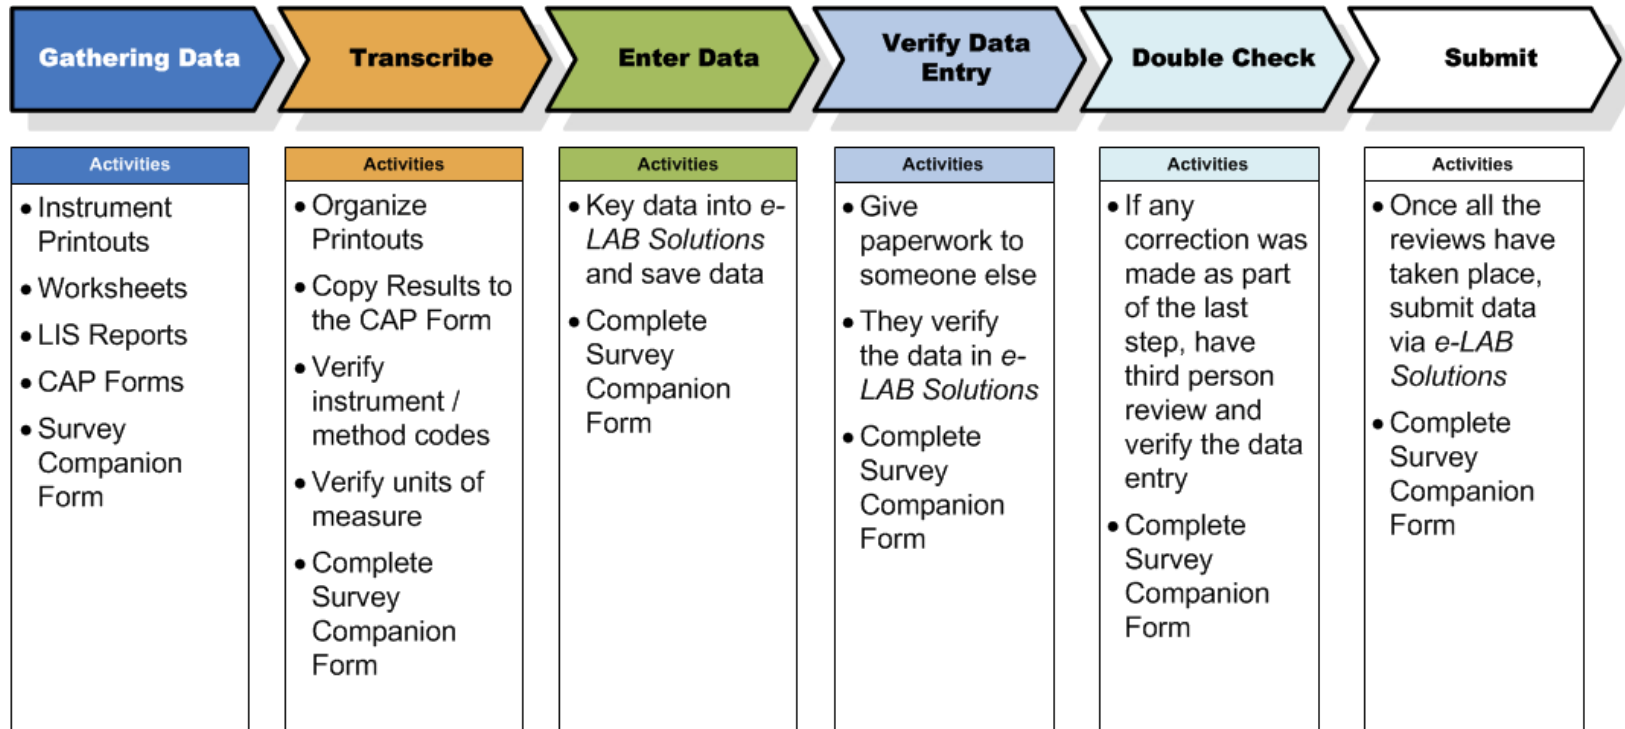 Gathering Data
Transcribe
Enter Data
Verify Data
Entry
Double Check
Submit
Activities
• Instrument
Printouts
• Worksheets
• LIS Reports
• CAP Forms
• Survey
Companion
Form
Activities
• Organize
Printouts
• Copy Results to
the CAP Form
• Verify
instrument /
method codes
• Verify units of
measure
• Complete
Survey
Companion
Form
Activities
• Key data into e-
LAB Solutions
and save data
• Complete
Survey
Companion
Form
Activities
• Give
paperwork to
someone else
• They verify
the data in e-
LAB Solutions
• Complete
Survey
Companion
Form
Activities
• If any
correction was
made as part
of the last
step, have
third person
review and
verify the data
entry
• Complete
Survey
Companion
Form
Activities
• Once all the
reviews have
taken place,
submit data
via e-LAB
Solutions
• Complete
Survey
Companion
Form